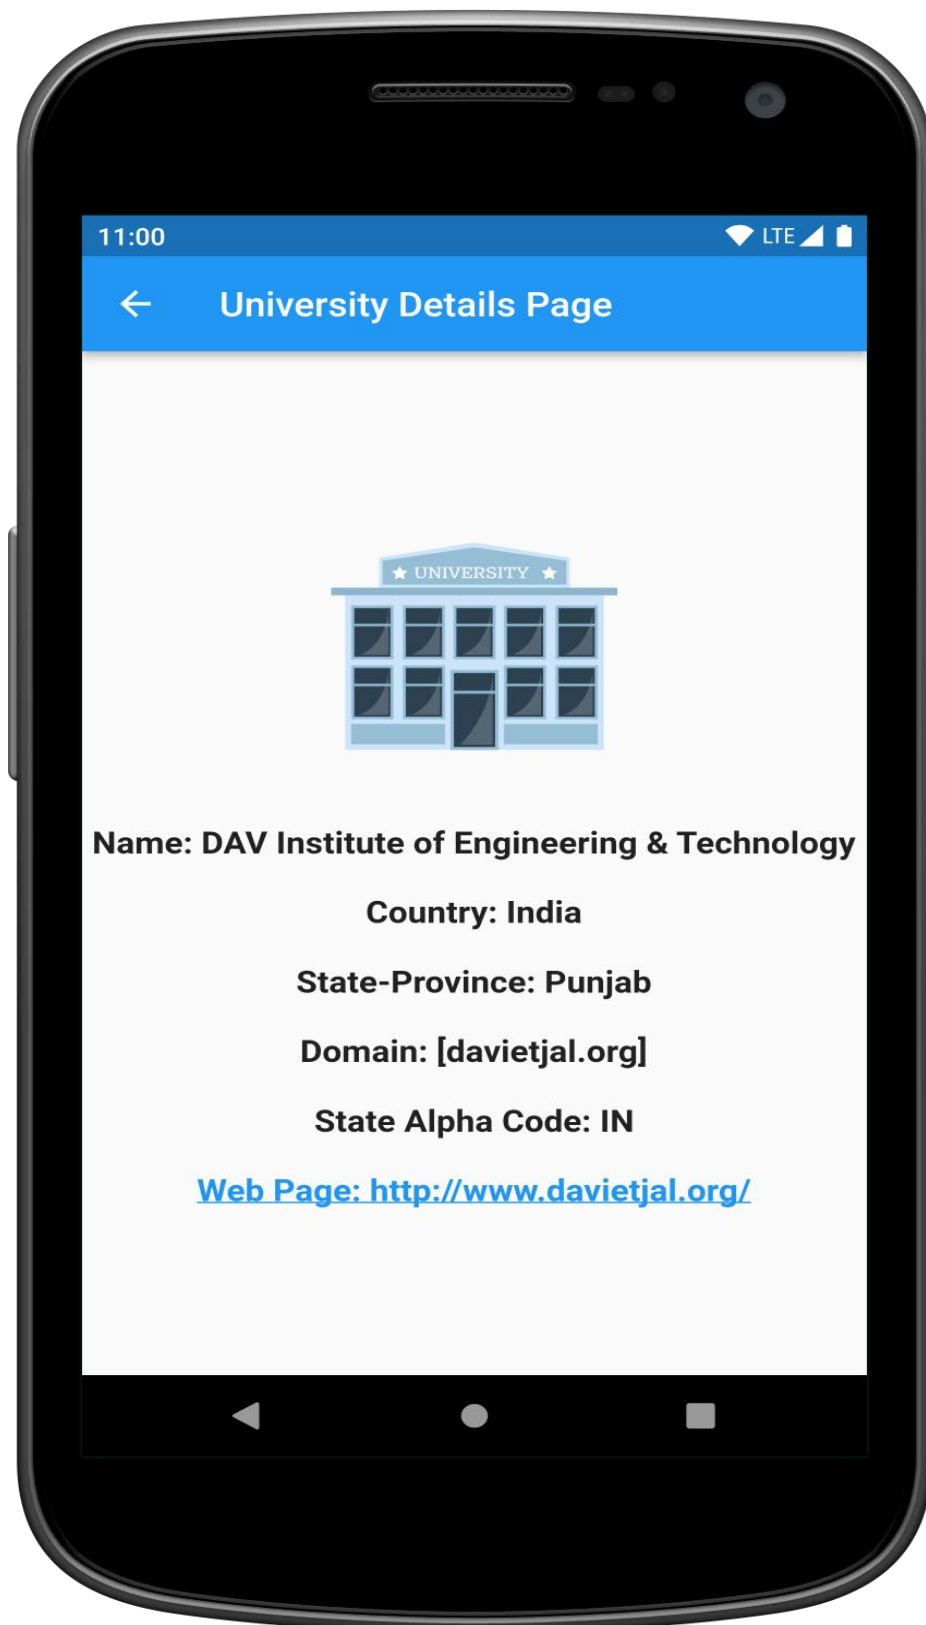 11:00 LTE
University Details Page
UNIVERSITY
Name: DAV Institute of Engineering & Technology
Country: India
State-Province: Punjab
Domain: [davietjal.org]
State Alpha Code: IN
Web Page: http://www.davietjal.org/